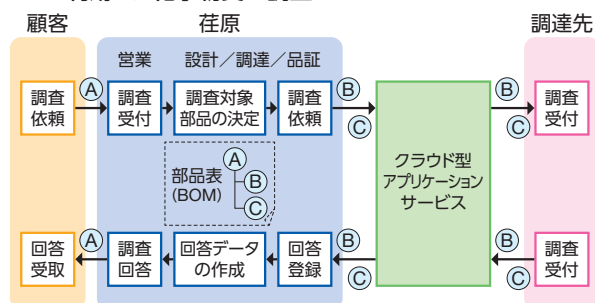 顧客
荏原
調達先
営業
設計／調達／品証
調査
依頼
Ⓐ
調査
受付
調査対象
部品の決定
調査
依頼
Ⓑ
Ⓒ
クラウド型
アプリケーション
サービス
Ⓑ
Ⓒ
調査
受付
部品表
(BOM)
Ⓐ
Ⓑ
Ⓒ
回答
受取
Ⓐ
調査
回答
回答データ
の作成
回答
登録
Ⓑ
Ⓒ
Ⓑ
Ⓒ
調査
受付